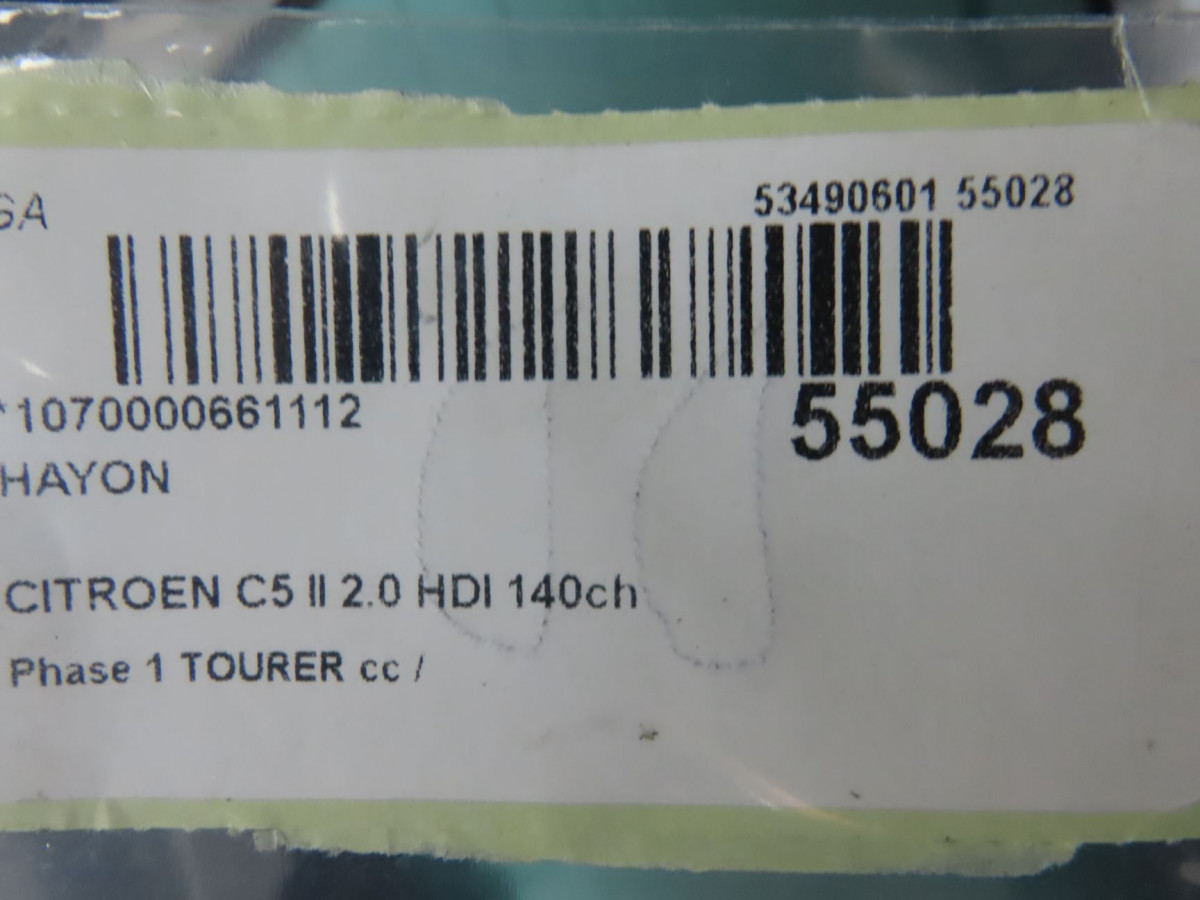 53490601 55028
*1070000661112
55028
HAYON
CITROEN C5 II 2.0 HDI 140ch
Phase 1 TOURER cc /